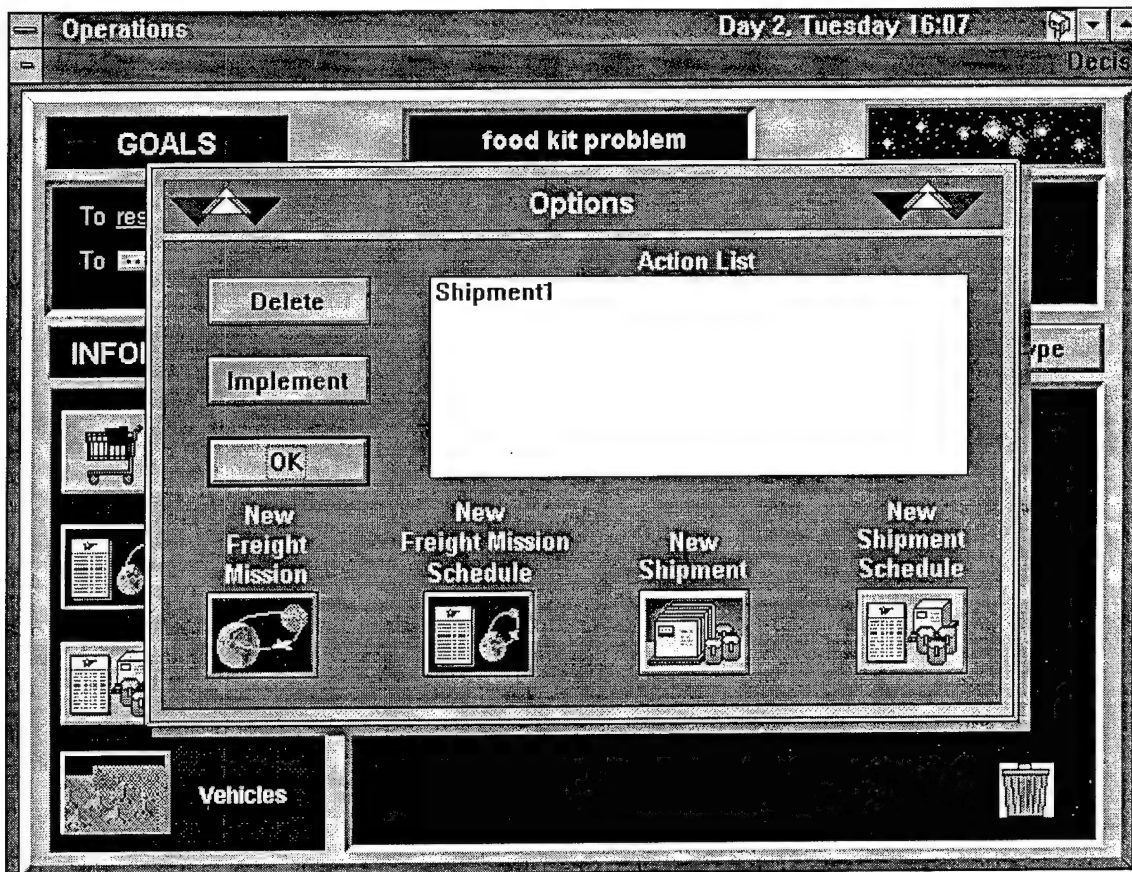 Operations
Day 2, Tuesday 16:07
Decis
GOALS
food kit problem
To res
To
Options
Action List
Delete
Shipment1
INFO
ype
Implement
OK
New
Freight
Mission
New
Freight Mission
Schedule
New
Shipment
New
Shipment
Schedule
Vehicles